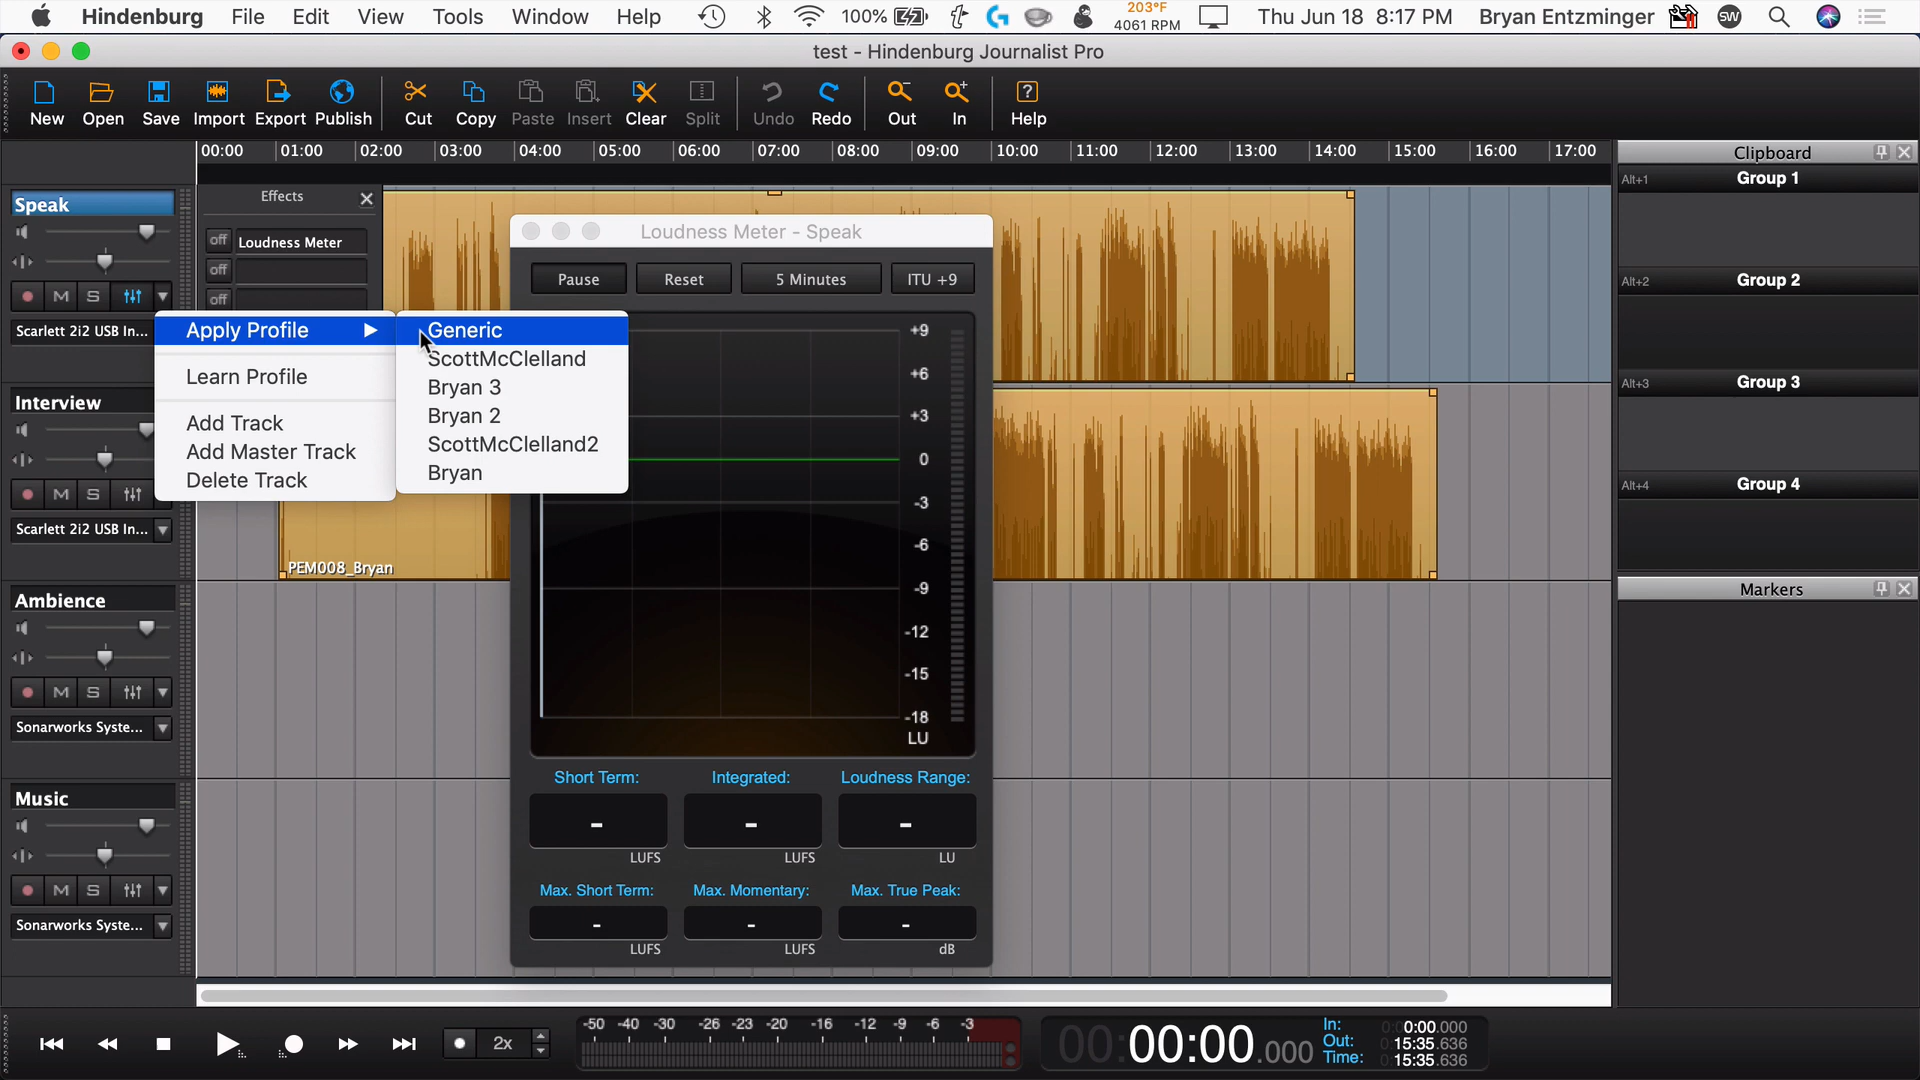 Hindenburg File Edit View Tools Window Help 100% 203°F 4061 RPM Thu Jun 18 8:17 PM Bryan Entzminger SW
test - Hindenburg Journalist Pro
New Open Save Import Export Publish Cut Copy Paste Insert Clear Split Undo Redo Out In Help
00:00 01:00 02:00 03:00 04:00 05:00 06:00 07:00 08:00 09:00 10:00 11:00 12:00 13:00 14:00 15:00 16:00 17:00
Speak
M S
Scarlett 2i2 USB In...
Interview
M S
Scarlett 2i2 USB In...
Ambience
M S
Sonarworks Syste...
Music
M S
Sonarworks Syste...
Effects
off Loudness Meter
off
off
Apply Profile
Learn Profile
Add Track
Add Master Track
Delete Track
Generic
ScottMcClelland
Bryan 3
Bryan 2
ScottMcClelland2
Bryan
PEM008_Bryan
Loudness Meter - Speak
Pause Reset 5 Minutes ITU +9
+9
+6
+3
0
-3
-6
-9
-12
-15
-18
LU
Short Term: Integrated: Loudness Range:
- - -
LUFS LUFS LU
Max. Short Term: Max. Momentary: Max. True Peak:
- - -
LUFS LUFS dB
Clipboard
Alt+1 Group 1
Alt+2 Group 2
Alt+3 Group 3
Alt+4 Group 4
Markers
2x
-50 -40 -30 -26 -23 -20 -16 -12 -9 -6 -3
00:00:00.000
In: 0:0:00.000
Out: 0:15:35.636
Time: 0:15:35.636